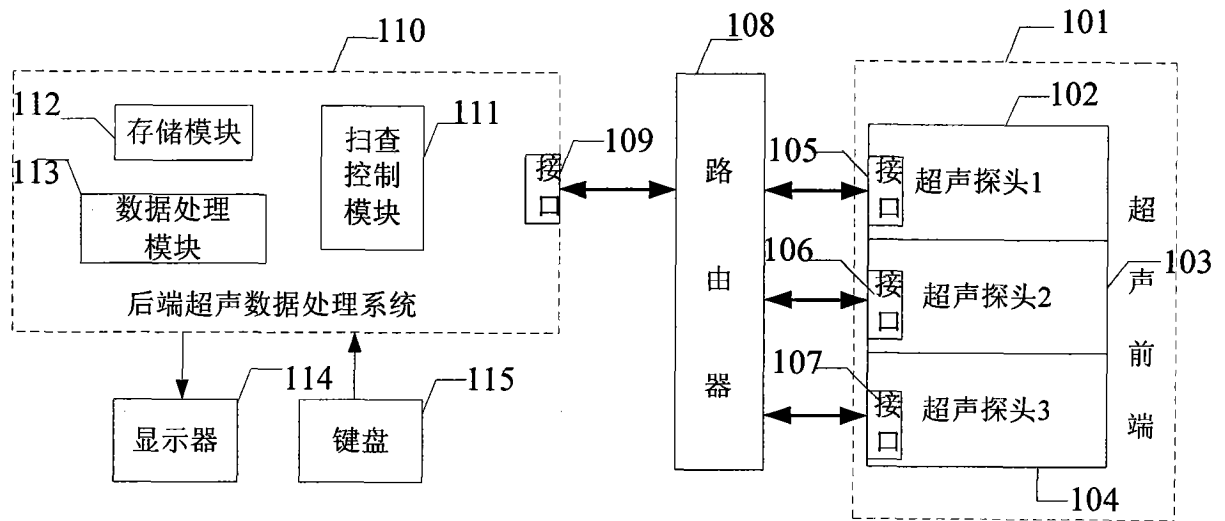 110
112
存储模块
113
数据处理
模块
扫查
控制
模块
111
接
口
109
后端超声数据处理系统
显示器
114
键盘
115
108
路
由
器
101
102
105
接
口
超声探头1
106
接
口
超声探头2
103
107
接
口
超声探头3
104
超
声
前
端